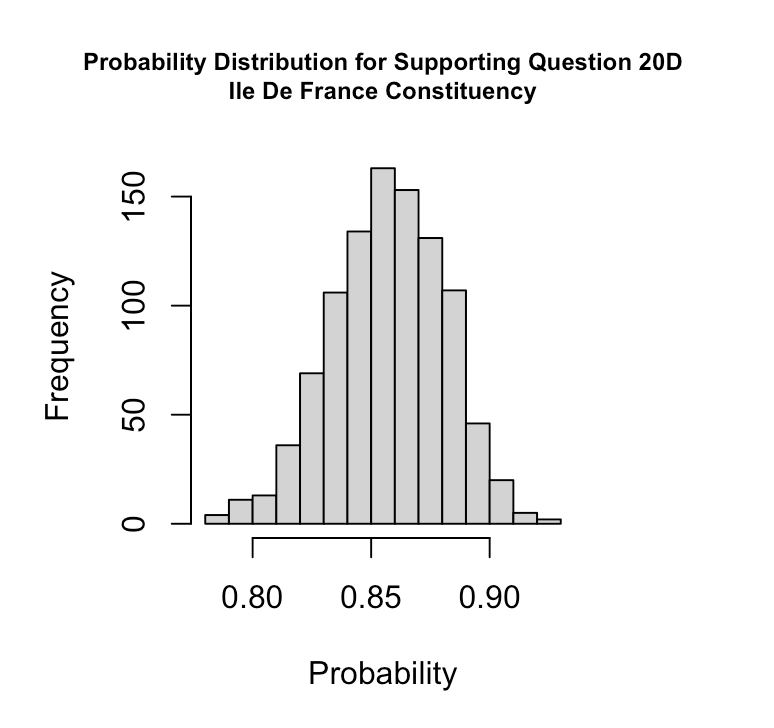 Probability Distribution for Supporting Question 20D
Ile De France Constituency
Frequency
150
100
50
0
0.80 0.85 0.90
Probability